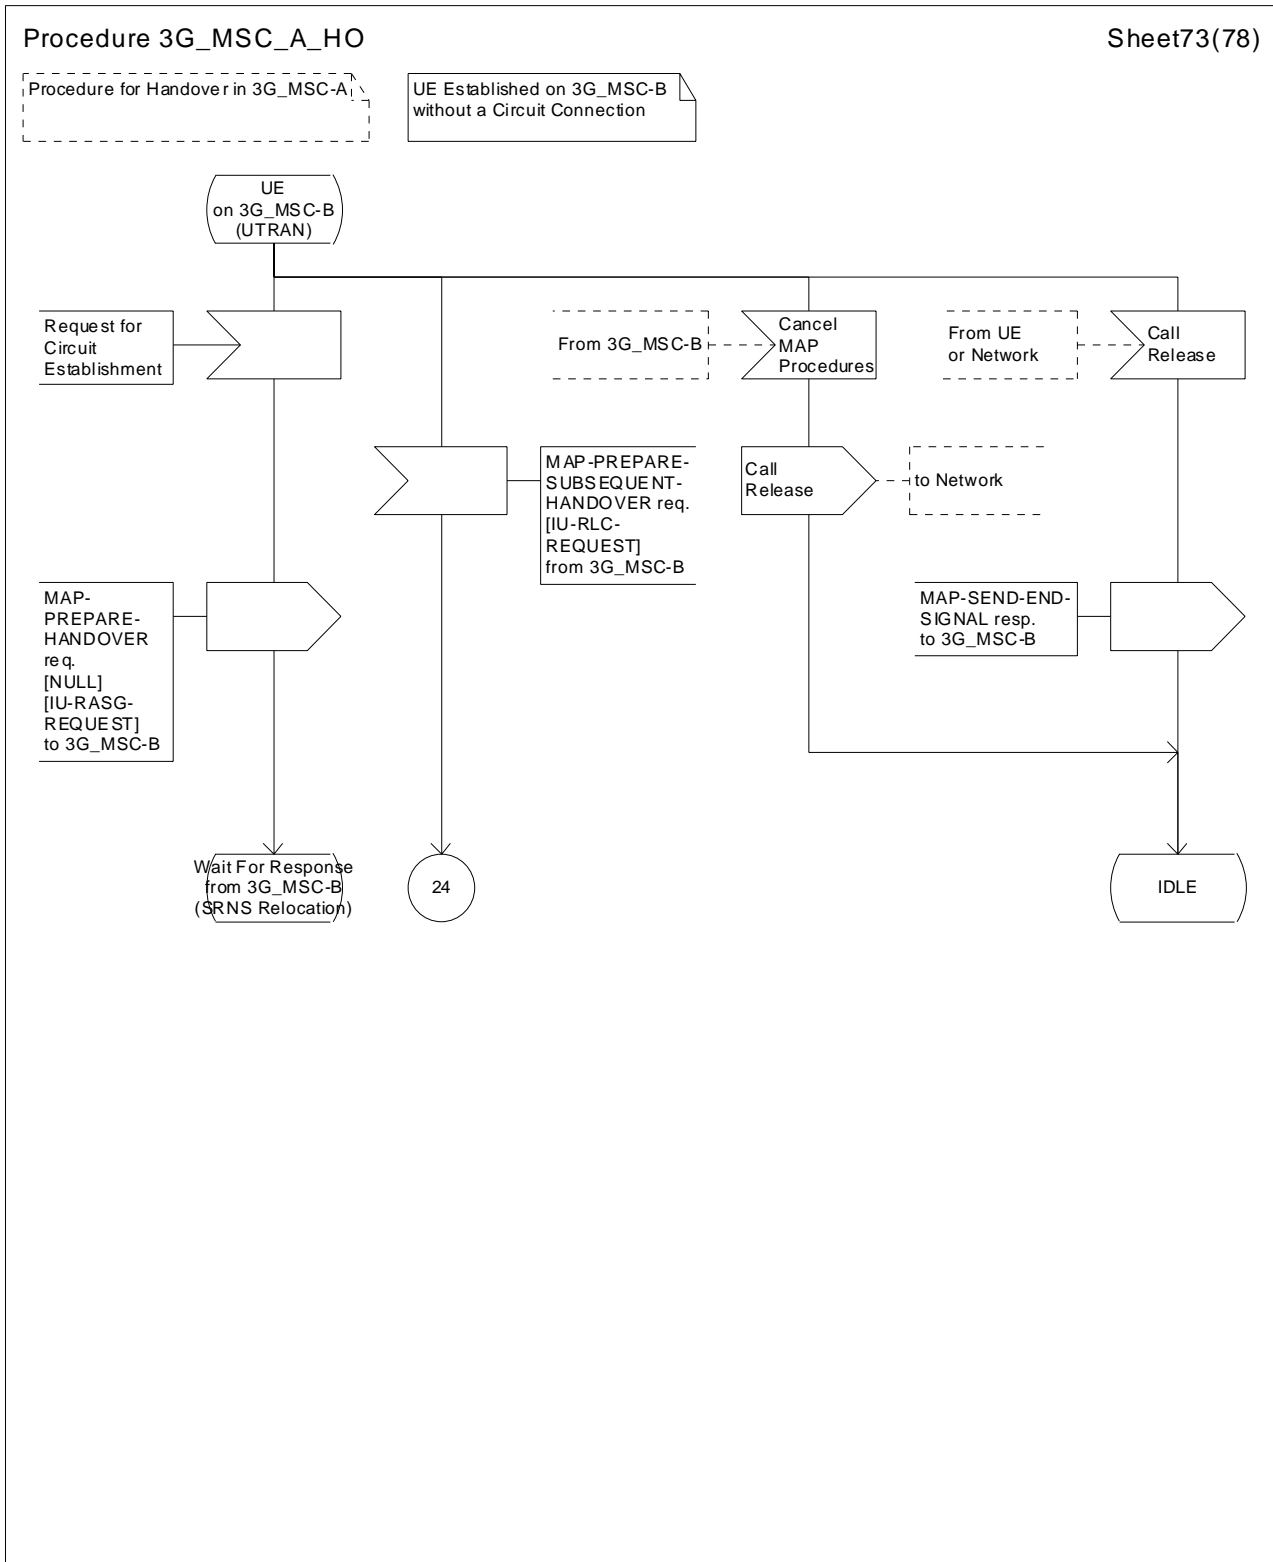 Procedure 3G_MSC_A_HO
Sheet73(78)
Procedure for Handover in 3G_MSC-A
UE Established on 3G_MSC-B
without a Circuit Connection
UE
on 3G_MSC-B
(UTRAN)
Request for
Circuit
Establishment
From 3G_MSC-B
Cancel
MAP
Procedures
From UE
or Network
Call
Release
MAP-PREPARE-
SUBSEQUENT-
HANDOVER req.
[IU-RLC-
REQUEST]
from 3G_MSC-B
Call
Release
to Network
MAP-
PREPARE-
HANDOVER
req.
[NULL]
[IU-RASG-
REQUEST]
to 3G_MSC-B
MAP-SEND-END-
SIGNAL resp.
to 3G_MSC-B
Wait For Response
from 3G_MSC-B
(SRNS Relocation)
24
IDLE